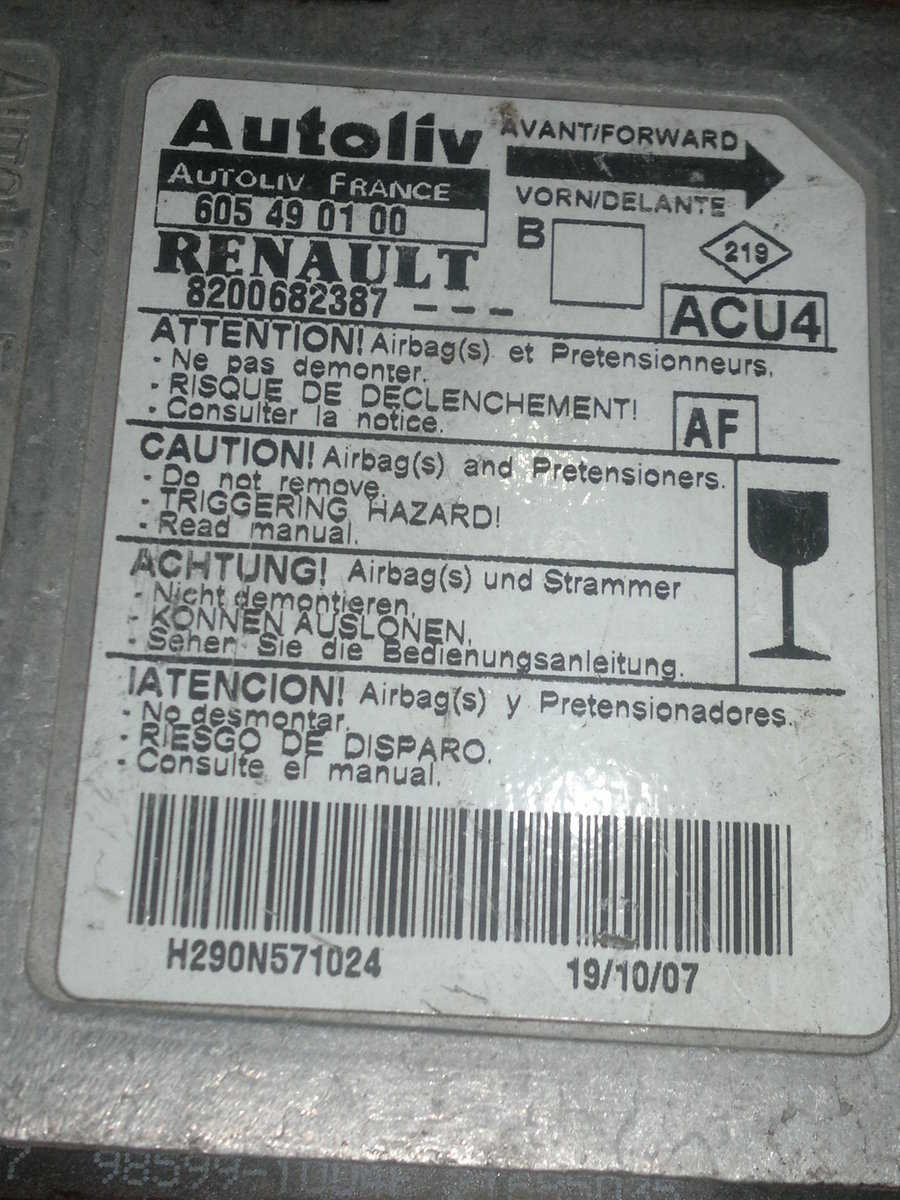 Autoliv
AUTOLIV FRANCE
605 49 01 00
RENAULT
8200682387 ---
AVANT/FORWARD
VORN/DELANTE
B
219
ACU4
ATTENTION! Airbag(s) et Pretensionneurs.
- Ne pas demonter.
- RISQUE DE DECLENCHEMENT!
- Consulter la notice.
AF
CAUTION! Airbag(s) and Pretensioners.
- Do not remove.
- TRIGGERING HAZARD!
- Read manual.
ACHTUNG! Airbag(s) und Strammer
- Nicht demontieren.
- KONNEN AUSLONEN.
- Sehen Sie die Bedienungsanleitung.
!ATENCION! Airbag(s) y Pretensionadores.
- No desmontar.
- RIESGO DE DISPARO.
- Consulte el manual.
H290N571024
19/10/07